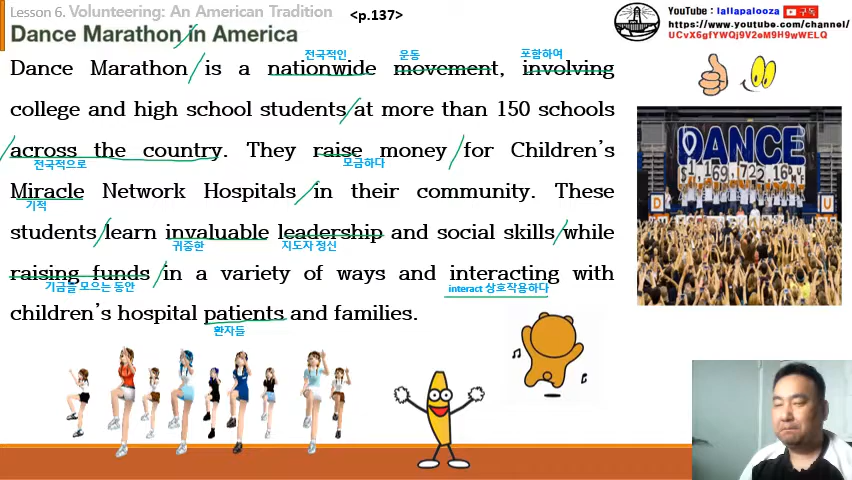 Lesson 6. Volunteering: An American Tradition
<p.137>
YouTube : lallapalooza 구독
https://www.youtube.com/channel/
UCvX6gfYWQj9V2oM9H9wWELQ
Dance Marathon in America
전국적인 운동 포함하여
Dance Marathon is a nationwide movement, involving
college and high school students at more than 150 schools
across the country. They raise money for Children's
전국적으로 모금하다
Miracle Network Hospitals in their community. These
기적
students learn invaluable leadership and social skills while
귀중한 지도자 정신
raising funds in a variety of ways and interacting with
기금을 모으는 동안 interact 상호작용하다
children's hospital patients and families.
환자들
DANCE
D
U